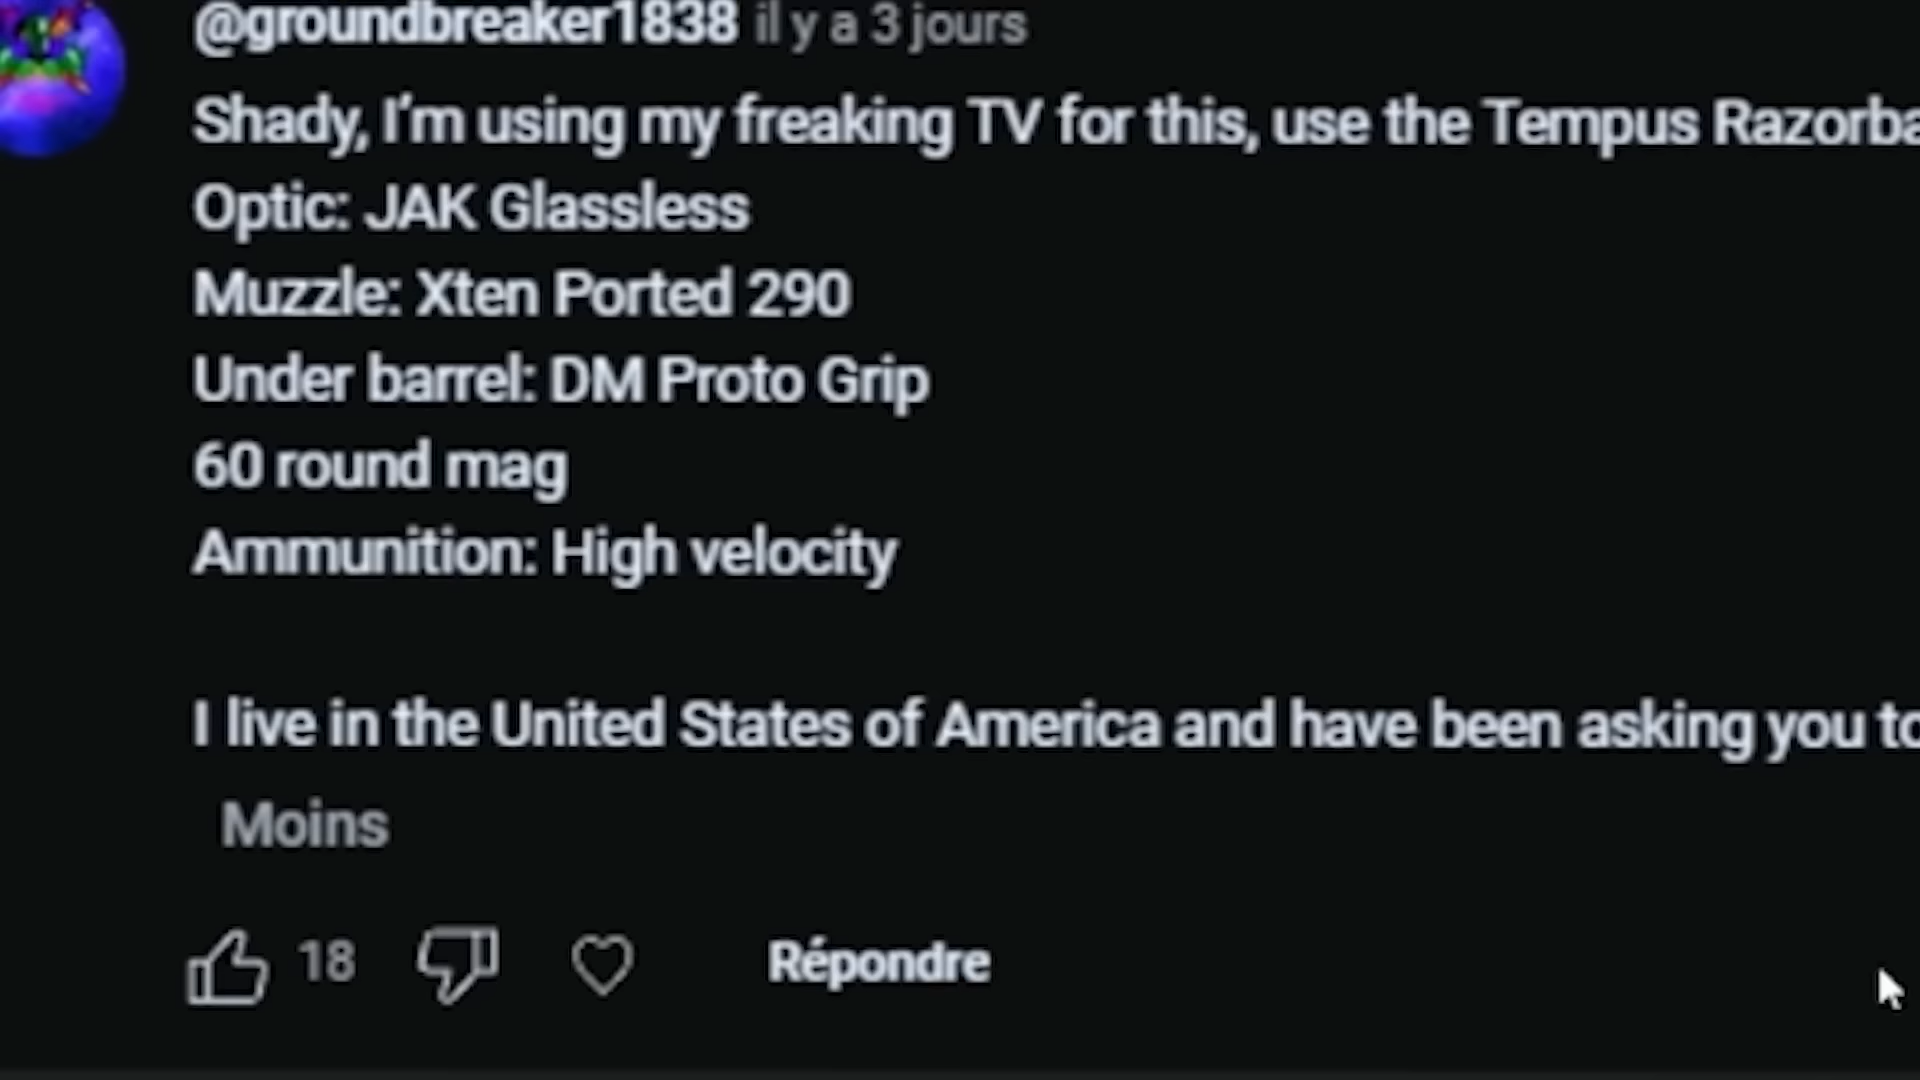 @groundbreaker1838 il y a 3 jours
Shady, I'm using my freaking TV for this, use the Tempus Razorba
Optic: JAK Glassless
Muzzle: Xten Ported 290
Under barrel: DM Proto Grip
60 round mag
Ammunition: High velocity
I live in the United States of America and have been asking you to
Moins
18 Répondre